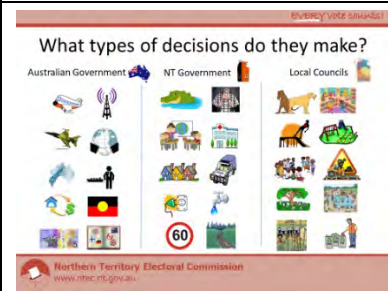 EVERY vote counts!
What types of decisions do they make?
Australian Government
NT Government
Local Councils
60
Northern Territory Electoral Commission
www.ntec.nt.gov.au